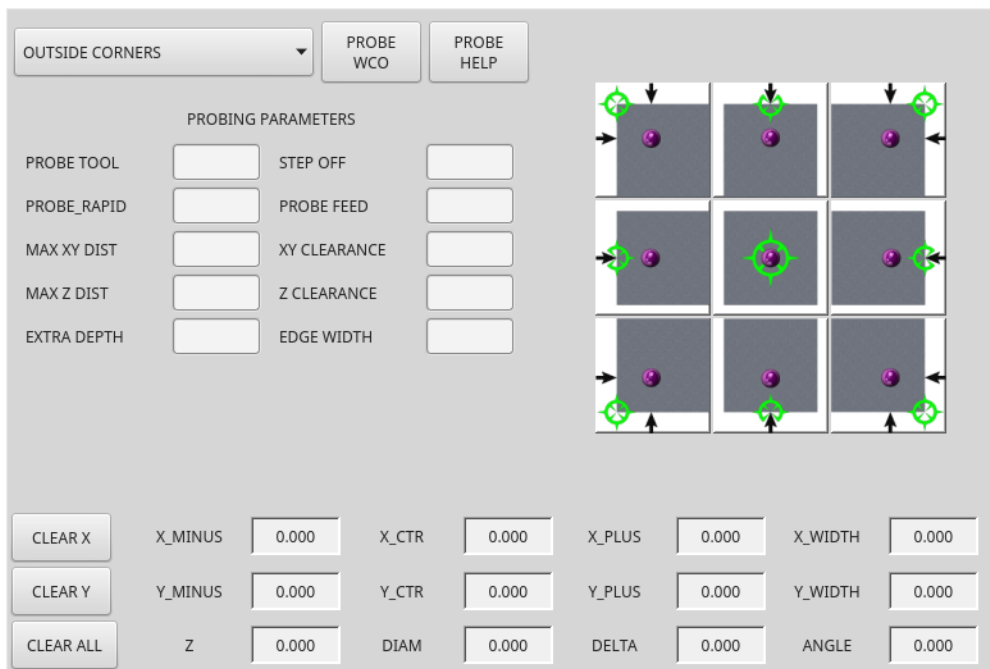 OUTSIDE CORNERS
PROBE
WCO
PROBE
HELP
PROBING PARAMETERS
PROBE TOOL STEP OFF
PROBE_RAPID PROBE FEED
MAX XY DIST XY CLEARANCE
MAX Z DIST Z CLEARANCE
EXTRA DEPTH EDGE WIDTH
CLEAR X X_MINUS 0.000 X_CTR 0.000 X_PLUS 0.000 X_WIDTH 0.000
CLEAR Y Y_MINUS 0.000 Y_CTR 0.000 Y_PLUS 0.000 Y_WIDTH 0.000
CLEAR ALL Z 0.000 DIAM 0.000 DELTA 0.000 ANGLE 0.000